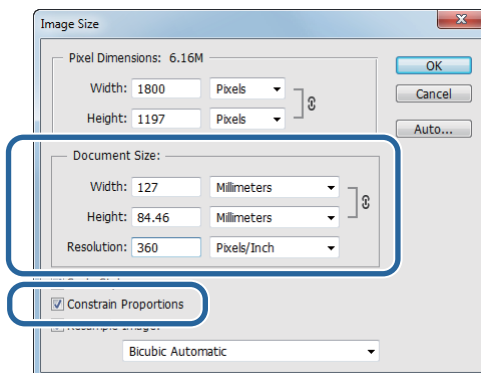 Image Size
Pixel Dimensions: 6.16M
Width: 1800 Pixels
Height: 1197 Pixels
OK
Cancel
Auto...
Document Size:
Width: 127 Millimeters
Height: 84.46 Millimeters
Resolution: 360 Pixels/Inch
Constrain Proportions
Bicubic Automatic